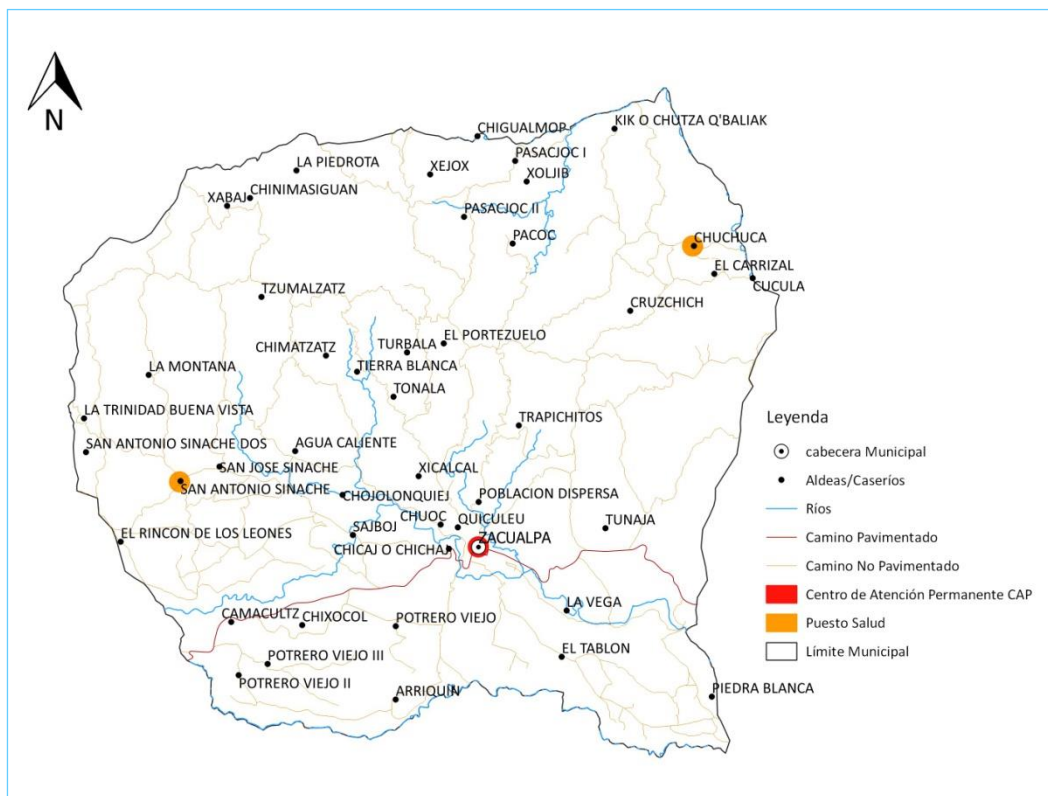 N
CHIGUALMOP
KIK O CHUTZA Q'BALIAK
PASACJOC I
LA PIEDROTA
XEJOX
XOLJIB
CHINIMASIGUAN
XABAJ
PASACJOC II
PACOC
CHUCHUCA
EL CARRIZAL
CUCULA
TZUMALZATZ
CRUZCHICH
EL PORTEZUELO
TURBALA
CHIMATZATZ
TIERRA BLANCA
LA MONTANA
TONALA
LA TRINIDAD BUENA VISTA
TRAPICHITOS
SAN ANTONIO SINACHE DOS
AGUA CALIENTE
XICALCAL
SAN JOSE SINACHE
SAN ANTONIO SINACHE
CHOJOLONQUIEJ
POBLACION DISPERSA
CHUOC
QUICULEU
TUNAJA
SAJBOJ
EL RINCON DE LOS LEONES
ZACUALPA
CHICAJ O CHICHAJ
LA VEGA
CAMACULTZ
CHIXOCOL
POTRERO VIEJO
EL TABLON
POTRERO VIEJO III
POTRERO VIEJO II
ARRIQUIN
PIEDRA BLANCA
Leyenda
cabecera Municipal
Aldeas/Caseríos
Ríos
Camino Pavimentado
Camino No Pavimentado
Centro de Atención Permanente CAP
Puesto Salud
Límite Municipal